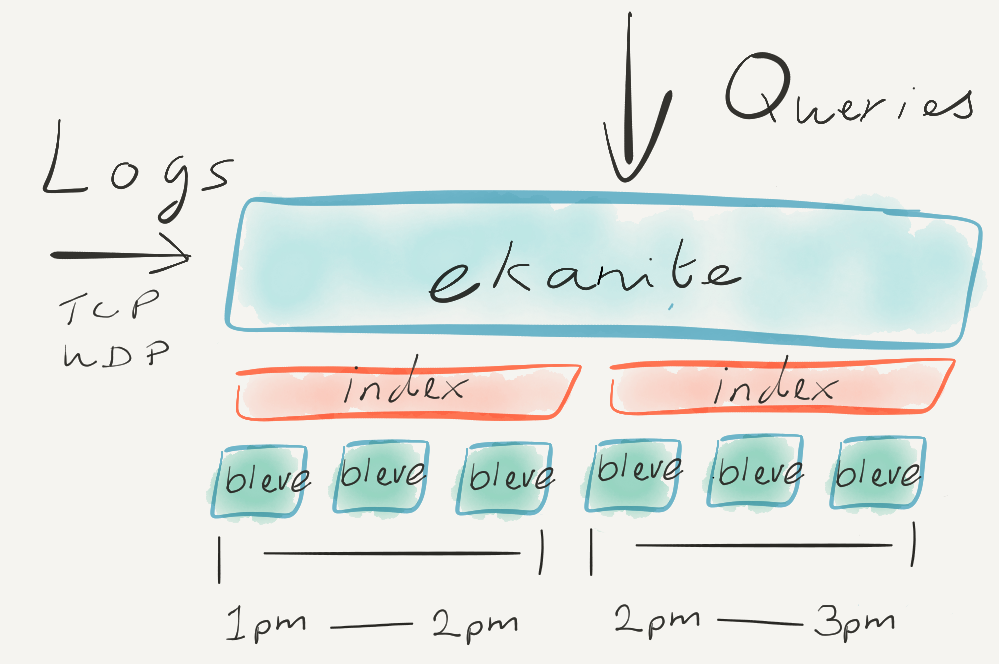 Queries
Logs
TCP
UDP
ekanite
index index
bleve bleve bleve bleve bleve bleve
1pm — 2pm 2pm — 3pm